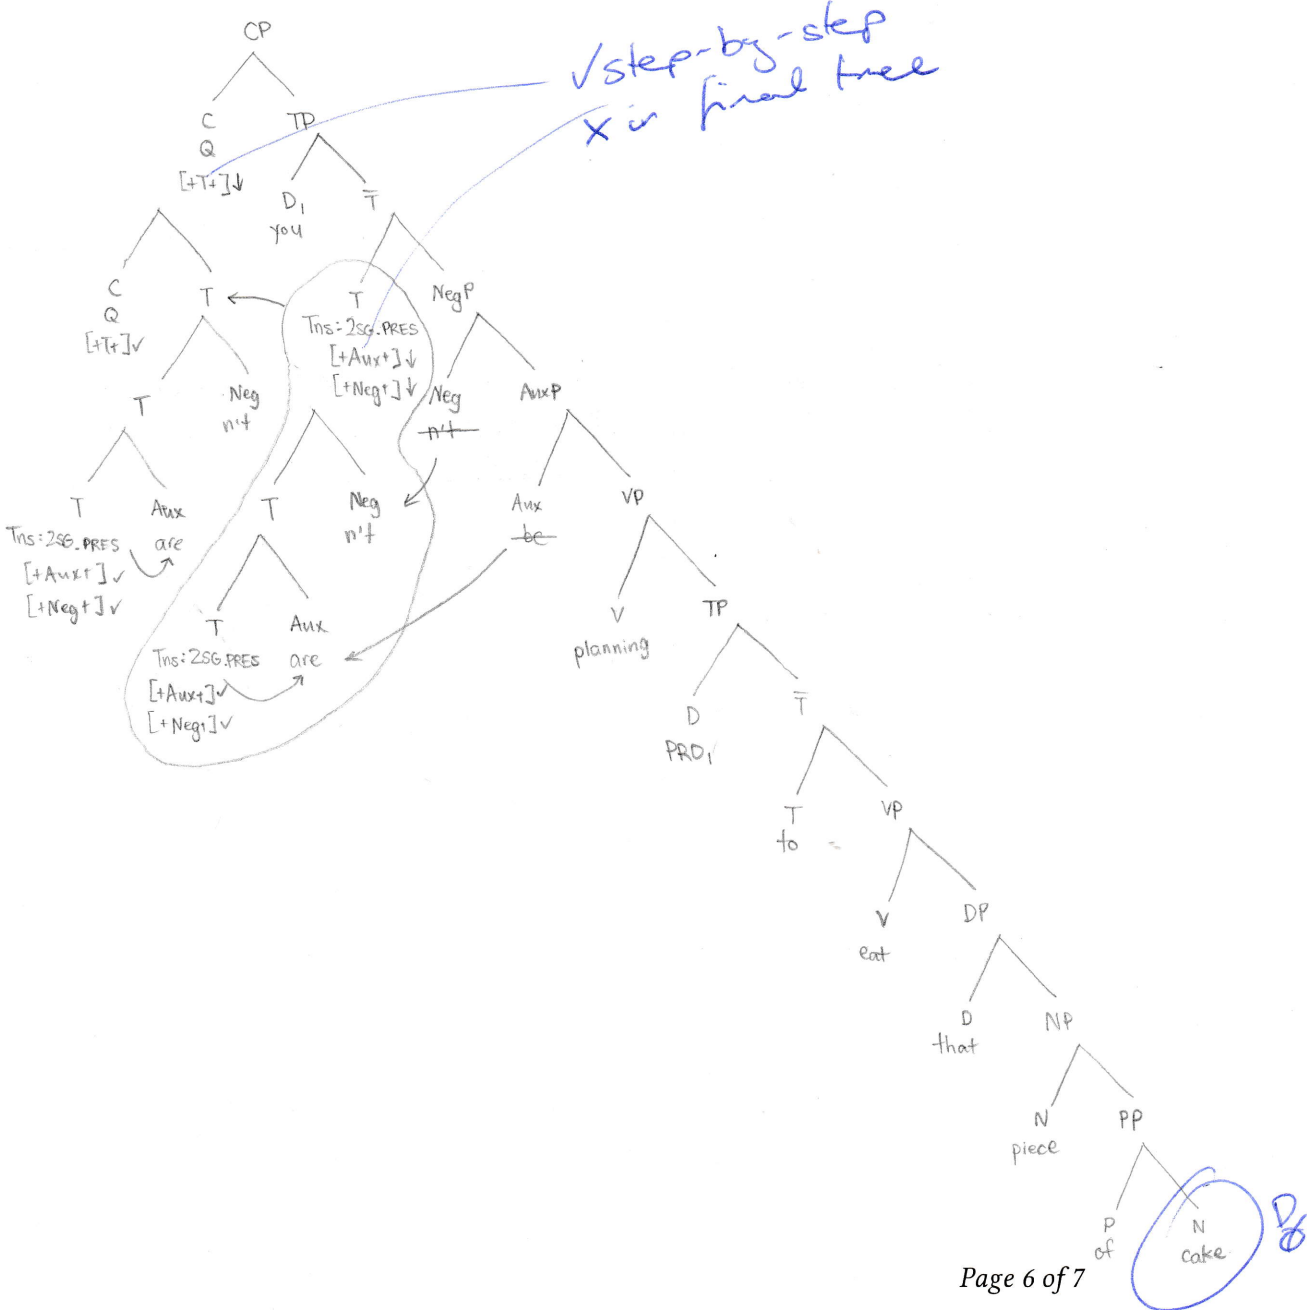 CP
✓step-by-step
x in final tree
C TP
Q
[+T+]↓
D₁ T̅
you
C T
Q
[+T+]✓
T NegP
Tns:2SG.PRES
[+Aux+]↓
[+Neg+]↓
T Neg
n't
Neg AuxP
n't
T Aux
Tns:2SG.PRES are
[+Aux+]✓
[+Neg+]✓
T Neg
n't
Aux VP
be
T Aux
Tns:2SG.PRES are
[+Aux+]✓
[+Neg+]✓
V TP
planning
D T̅
PRO₁
T VP
to
V DP
eat
D NP
that
N PP
piece
P N
of cake
D
∅
Page 6 of 7